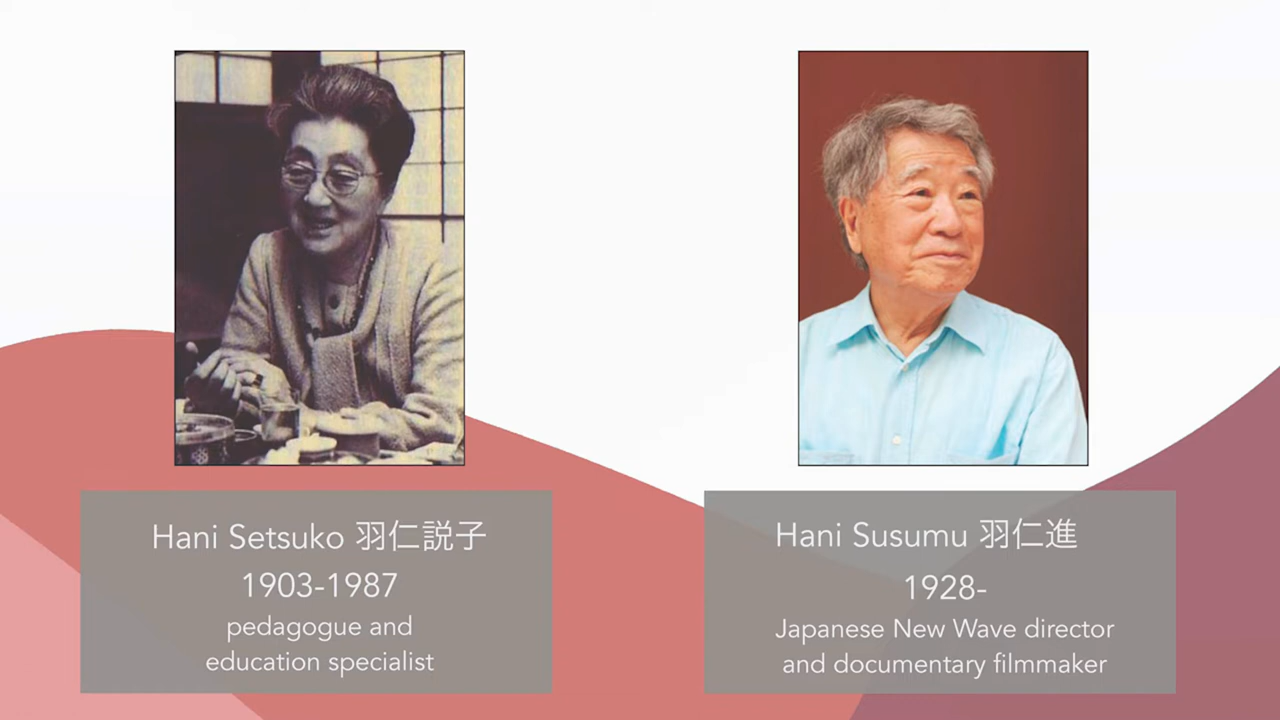 Hani Setsuko 羽仁説子
1903-1987
pedagogue and
education specialist
Hani Susumu 羽仁進
1928-
Japanese New Wave director
and documentary filmmaker